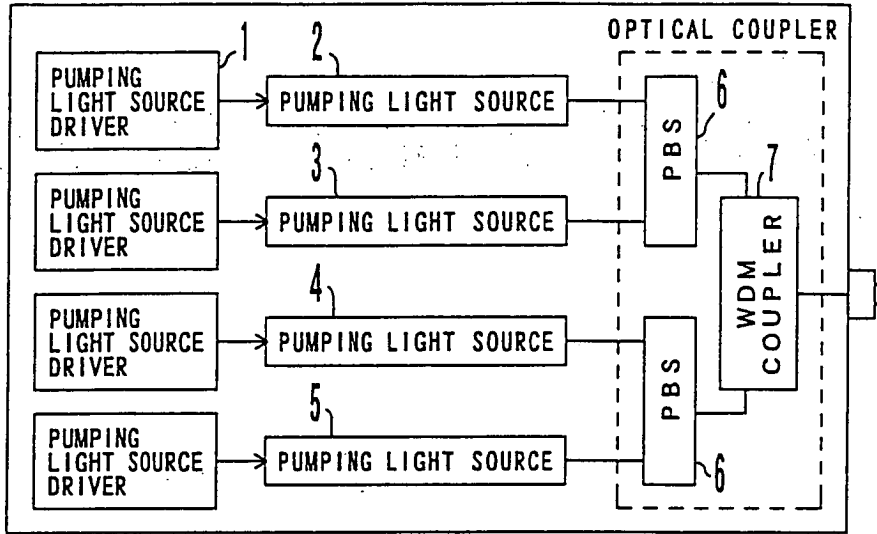 OPTICAL COUPLER
1
PUMPING
LIGHT SOURCE
DRIVER
2
PUMPING LIGHT SOURCE
6
PBS
PUMPING
LIGHT SOURCE
DRIVER
3
PUMPING LIGHT SOURCE
7
WDM
COUPLER
PUMPING
LIGHT SOURCE
DRIVER
4
PUMPING LIGHT SOURCE
PBS
6
PUMPING
LIGHT SOURCE
DRIVER
5
PUMPING LIGHT SOURCE